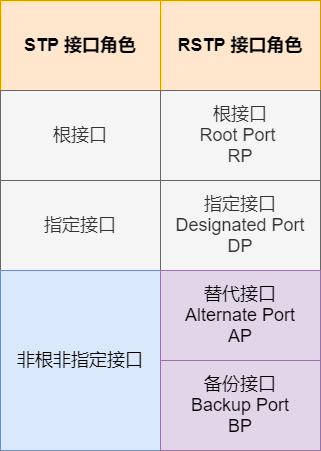 STP 接口角色
RSTP 接口角色
根接口
根接口
Root Port
RP
指定接口
指定接口
Designated Port
DP
非根非指定接口
替代接口
Alternate Port
AP
备份接口
Backup Port
BP